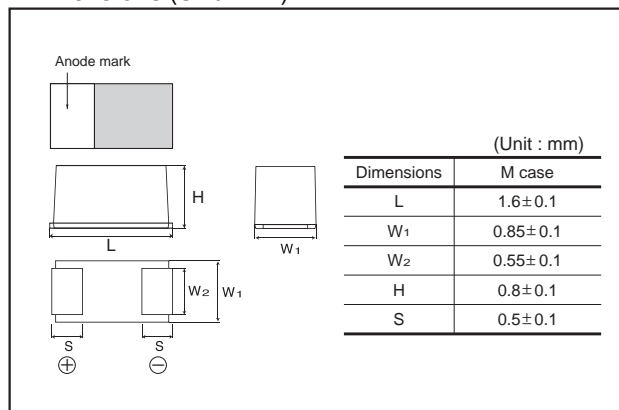 Anode mark
H
L
W1
W2 W1
S S
⊕ ⊖
(Unit : mm)
Dimensions M case
L 1.6±0.1
W1 0.85±0.1
W2 0.55±0.1
H 0.8±0.1
S 0.5±0.1